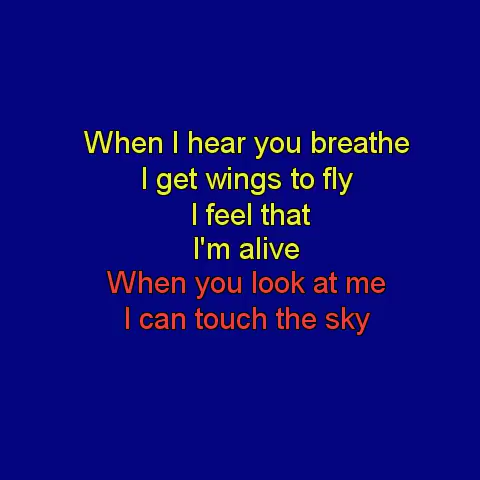 When I hear you breathe
I get wings to fly
I feel that
I'm alive
When you look at me
I can touch the sky